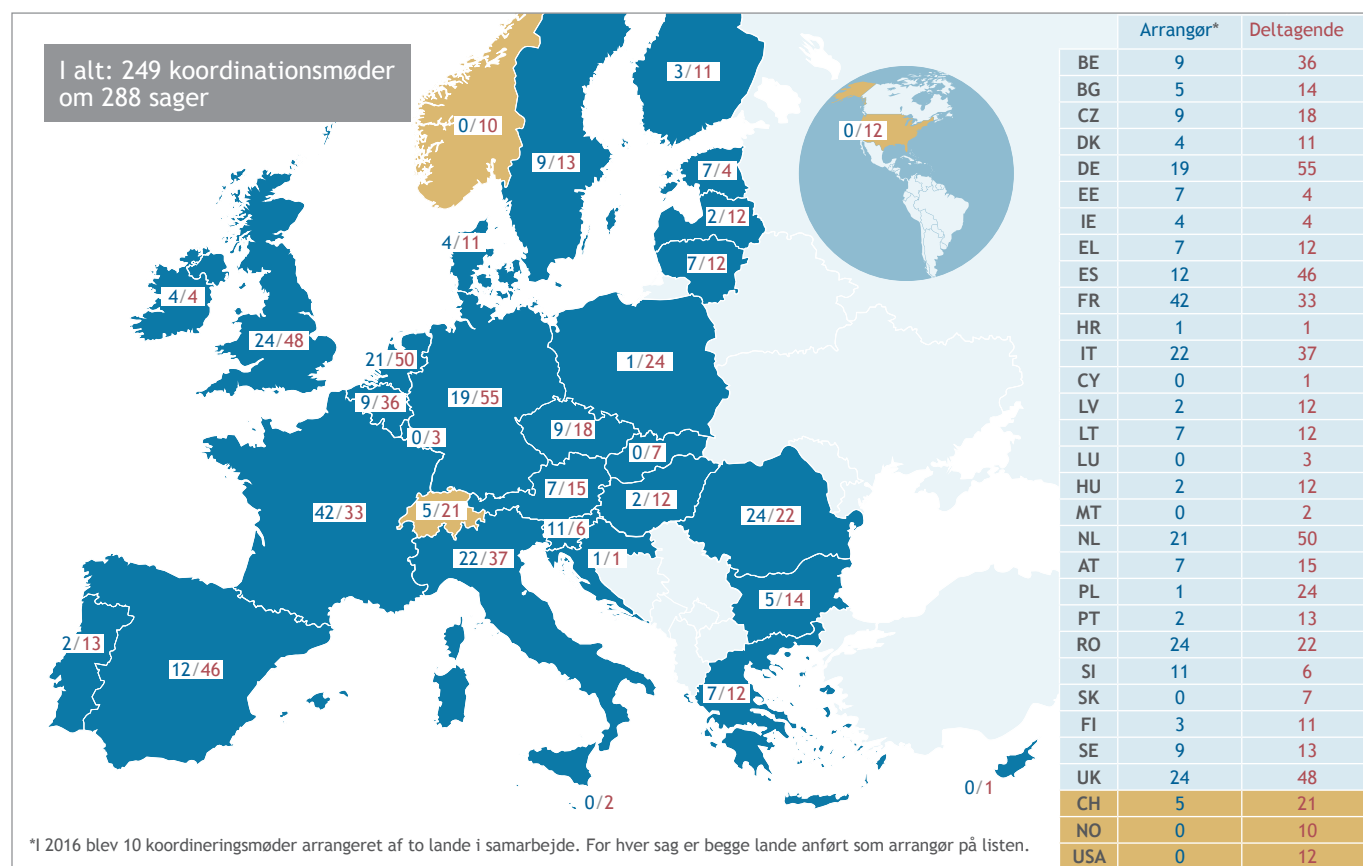 I alt: 249 koordinationsmøder
om 288 sager
3/11
0/10
0/12
9/13
7/4
2/12
4/11
7/12
4/4
24/48
21/50
1/24
9/36
19/55
9/18
0/3
0/7
7/15
2/12
42/33
5/21
24/22
11/6
22/37
1/1
5/14
2/13
12/46
7/12
0/1
0/2
*I 2016 blev 10 koordineringsmøder arrangeret af to lande i samarbejde. For hver sag er begge lande anført som arrangør på listen.
Arrangør* Deltagende
BE 9 36
BG 5 14
CZ 9 18
DK 4 11
DE 19 55
EE 7 4
IE 4 4
EL 7 12
ES 12 46
FR 42 33
HR 1 1
IT 22 37
CY 0 1
LV 2 12
LT 7 12
LU 0 3
HU 2 12
MT 0 2
NL 21 50
AT 7 15
PL 1 24
PT 2 13
RO 24 22
SI 11 6
SK 0 7
FI 3 11
SE 9 13
UK 24 48
CH 5 21
NO 0 10
USA 0 12